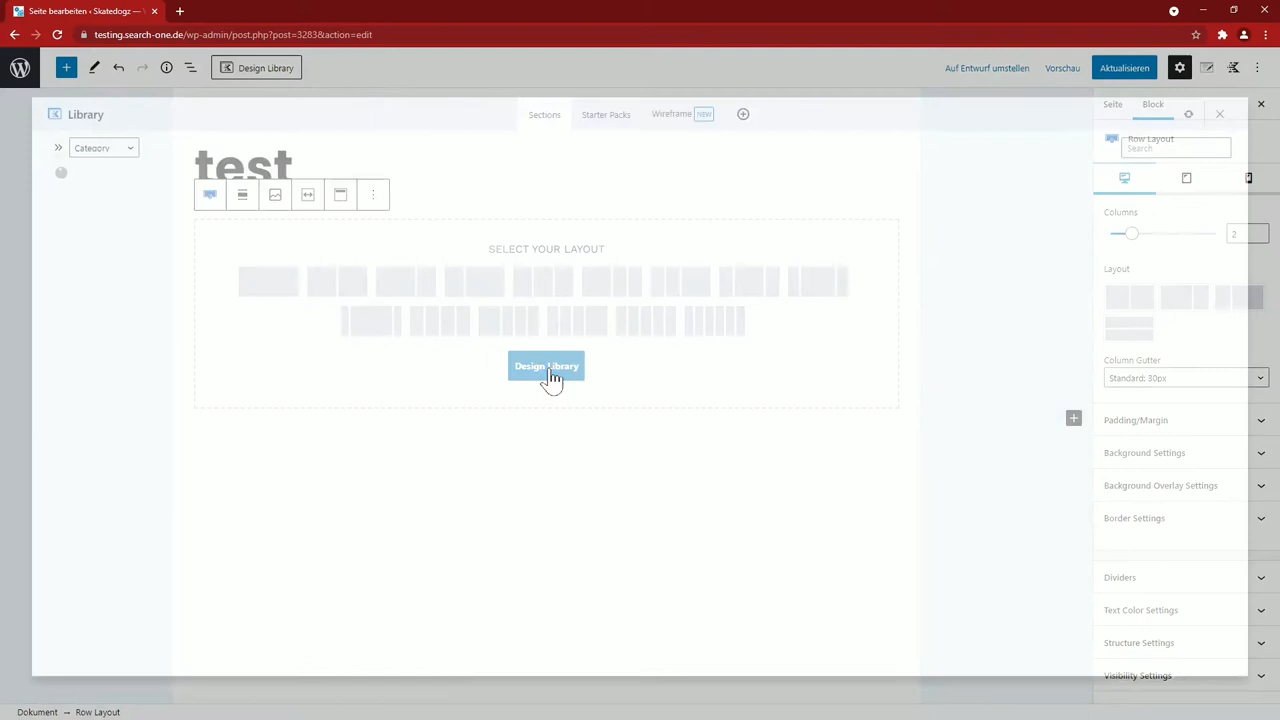 Seite bearbeiten ‹ Skatedogz — V
testing.search-one.de/wp-admin/post.php?post=3283&action=edit
Design Library
Auf Entwurf umstellen
Vorschau
Aktualisieren
Library
Sections
Starter Packs
Wireframe NEW
Seite
Block
Category
Row Layout
Search
test
Columns
2
SELECT YOUR LAYOUT
Layout
Design Library
Column Gutter
Standard: 30px
Padding/Margin
Background Settings
Background Overlay Settings
Border Settings
Dividers
Text Color Settings
Structure Settings
Visibility Settings
Dokument → Row Layout